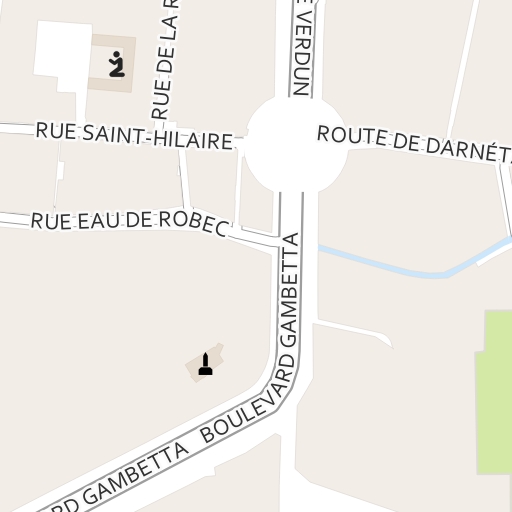 E VERDUN
RUE DE LA R
RUE SAINT-HILAIRE
ROUTE DE DARNÉTA
RUE EAU DE ROBEC
BOULEVARD GAMBETTA
RD GAMBETTA